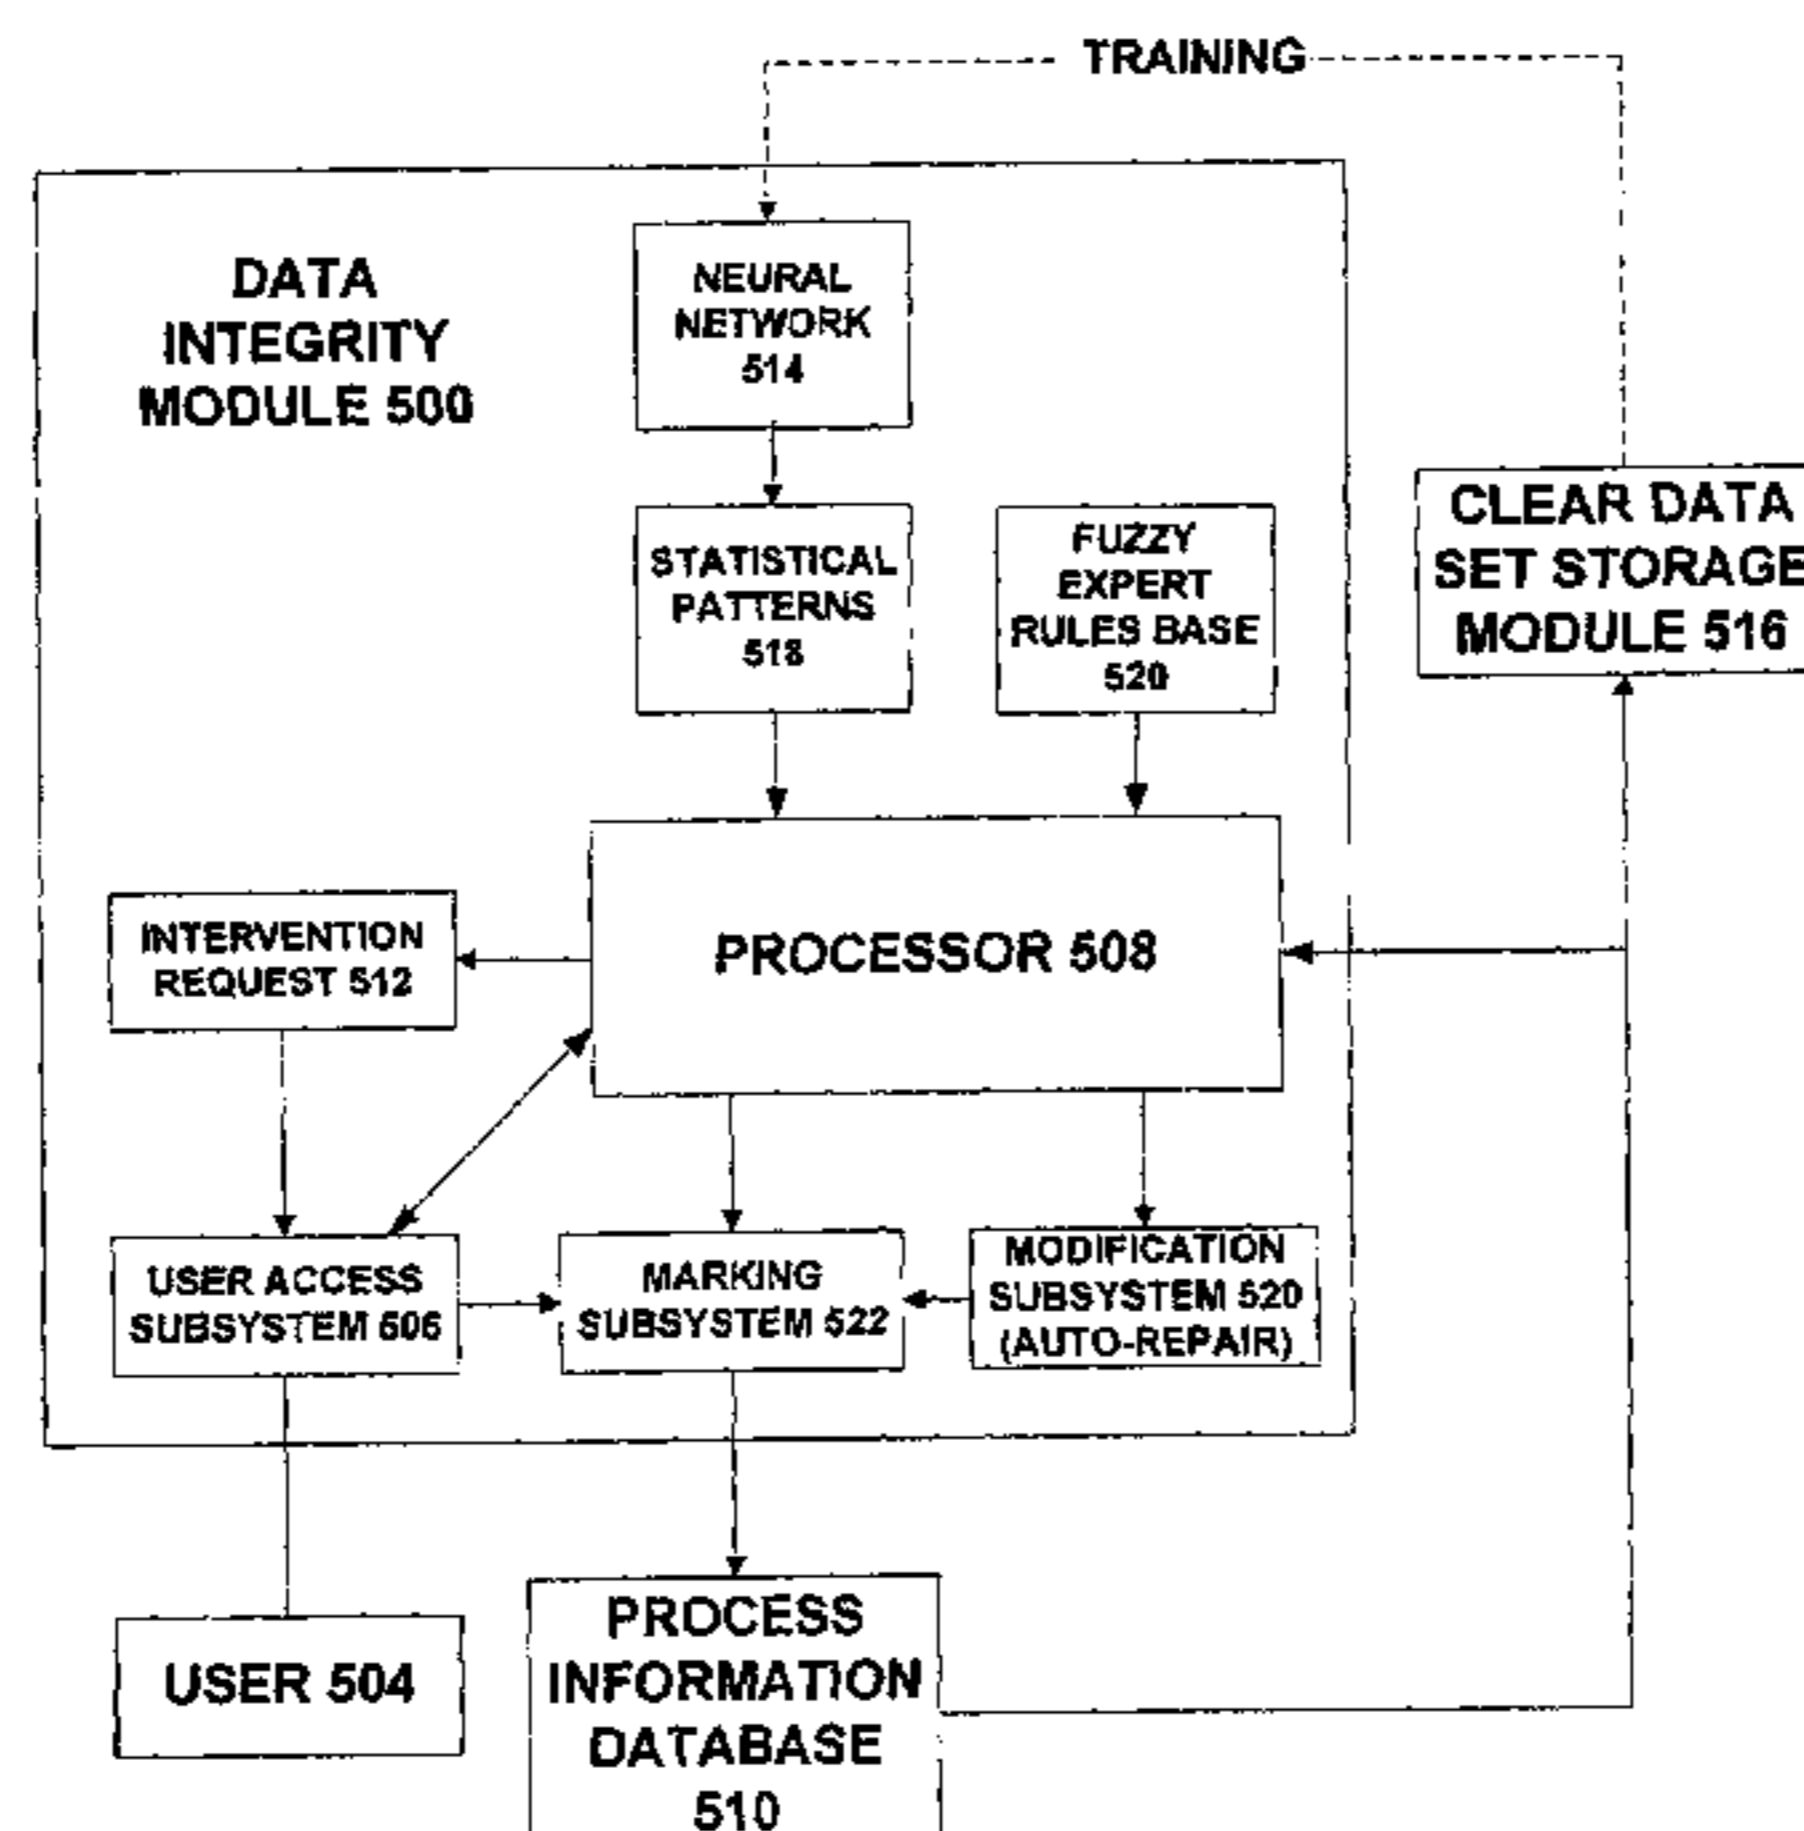 TRAINING
DATA
INTEGRITY
MODULE 500
NEURAL
NETWORK
514
STATISTICAL
PATTERNS
518
FUZZY
EXPERT
RULES BASE
520
CLEAR DATA
SET STORAGE
MODULE 516
PROCESSOR 508
INTERVENTION
REQUEST 512
USER ACCESS
SUBSYSTEM 506
MARKING
SUBSYSTEM 522
MODIFICATION
SUBSYSTEM 520
(AUTO-REPAIR)
USER 504
PROCESS
INFORMATION
DATABASE
510